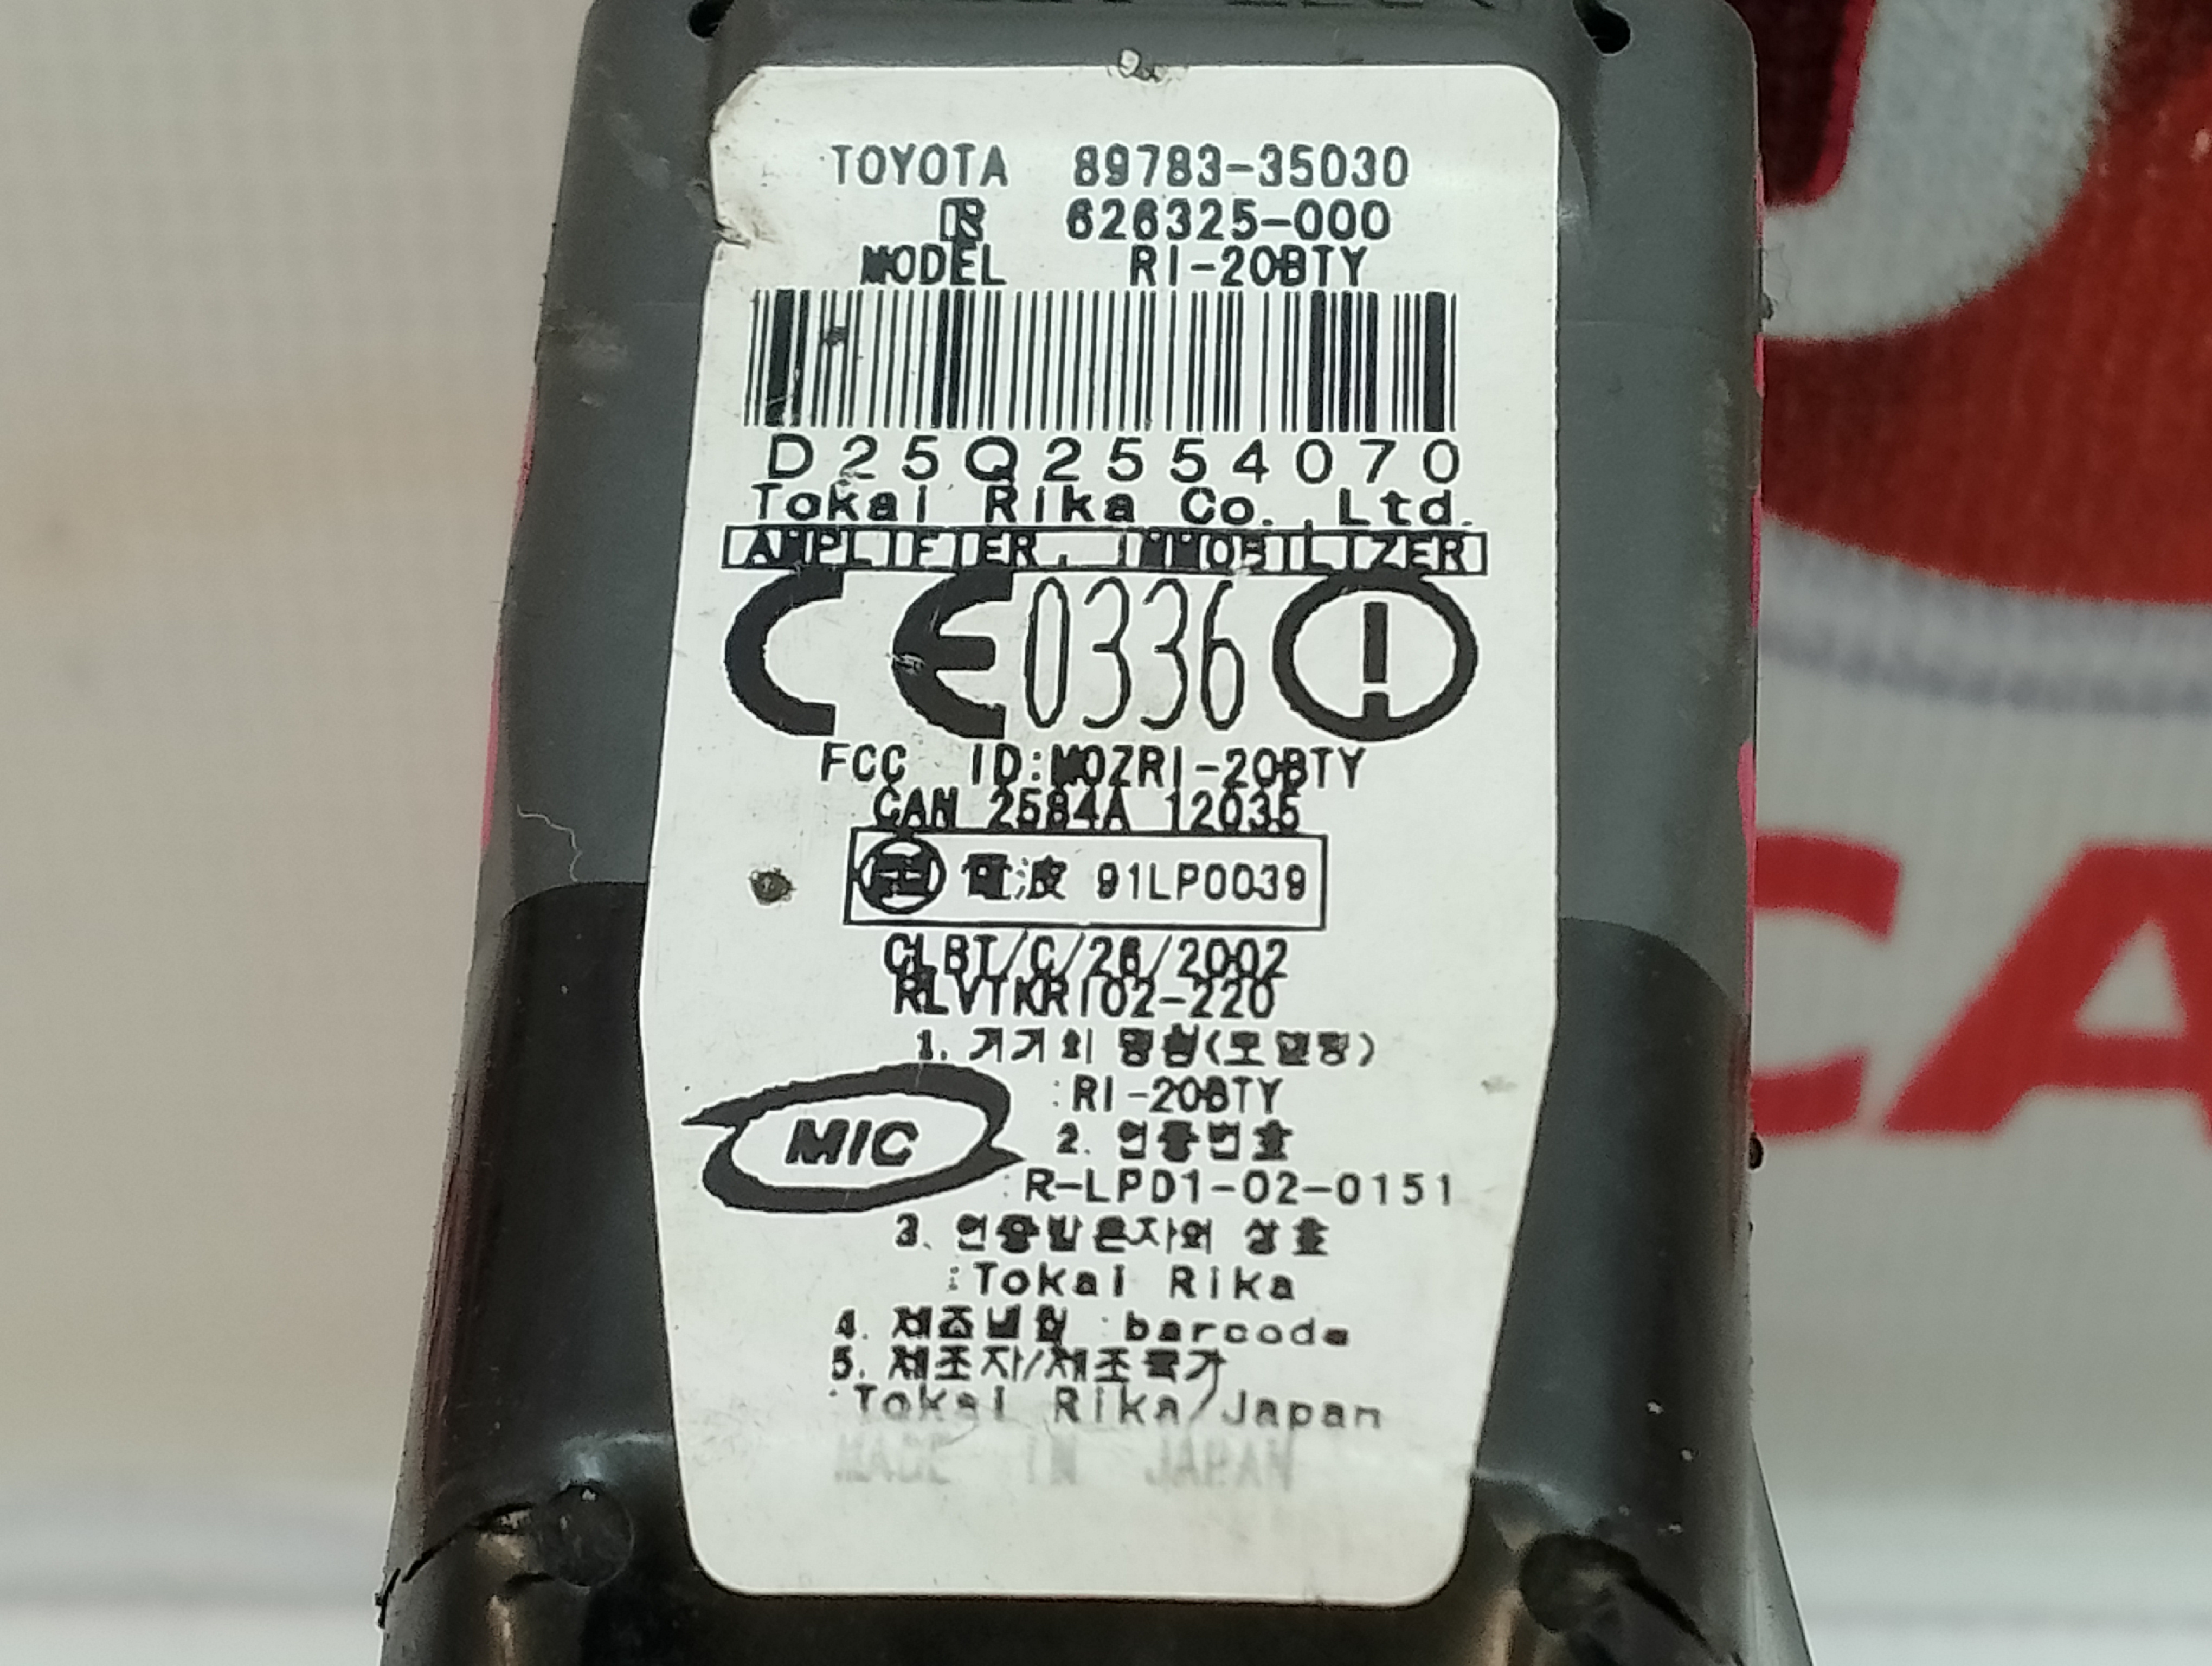 TOYOTA 89783-35030
626325-000
MODEL RI-20BTY
D25Q2554070
Tokai Rika Co., Ltd.
AMPLIFIER, IMMOBILIZER
CE0336
FCC ID:MOZRI-20BTY
CAN 2584A 12035
電波 91LP0039
CLBT/C/26/2002
RLVTKRI02-220
1. 기기의 명칭(모델명)
:RI-20BTY
MIC
2. 인증번호
:R-LPD1-02-0151
3. 인증받은자의 상호
:Tokai Rika
4. 제조년월 :barcode
5. 제조자/제조국가
:Tokai Rika/Japan
MADE IN JAPAN
CA